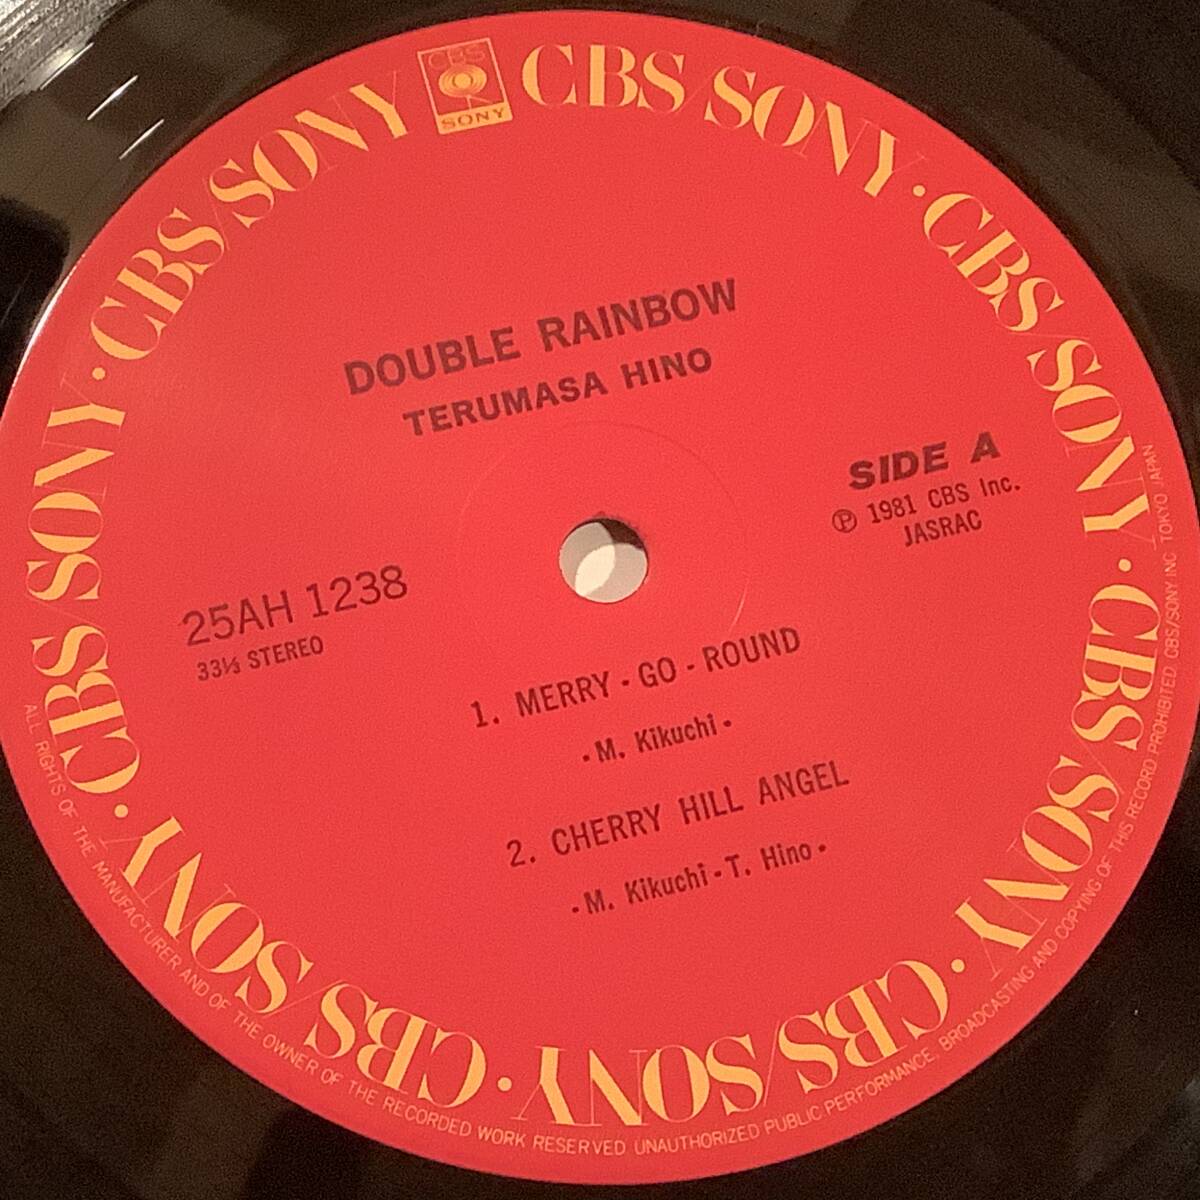 CBS
SONY
CBS/SONY · CBS/SONY · CBS/SONY · CBS/SONY · CBS/SONY · CBS/SONY · CBS/SONY
DOUBLE RAINBOW
TERUMASA HINO
SIDE A
Ⓟ 1981 CBS Inc.
JASRAC
25AH 1238
33⅓ STEREO
1. MERRY - GO - ROUND
· M. Kikuchi ·
2. CHERRY HILL ANGEL
· M. Kikuchi - T. Hino ·
ALL RIGHTS OF THE MANUFACTURER AND OF THE OWNER OF THE RECORDED WORK RESERVED UNAUTHORIZED PUBLIC PERFORMANCE, BROADCASTING AND COPYING OF THIS RECORD PROHIBITED CBS/SONY INC TOKYO JAPAN